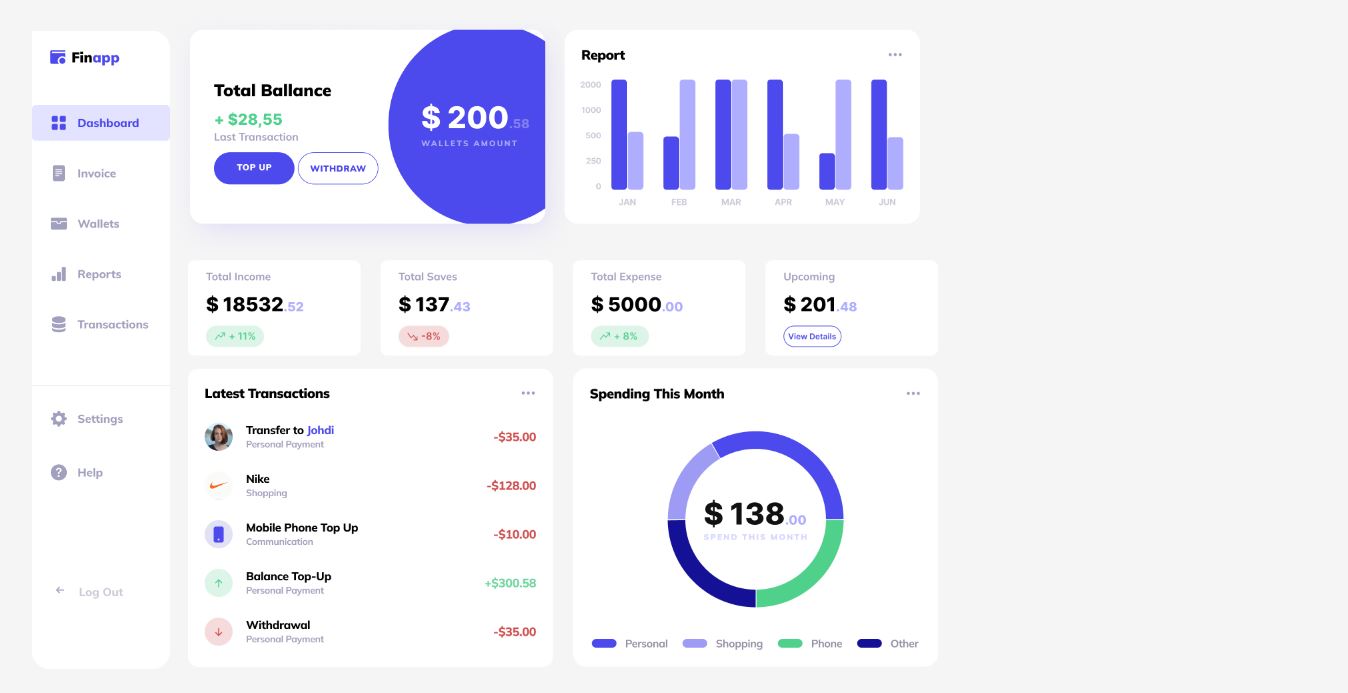 Finapp
Dashboard
Invoice
Wallets
Reports
Transactions
Settings
Help
Log Out
Total Ballance
+ $28,55
Last Transaction
TOP UP
WITHDRAW
$ 200.58
WALLETS AMOUNT
Report
2000
1000
500
250
0
JAN FEB MAR APR MAY JUN
Total Income
$ 18532.52
+ 11%
Total Saves
$ 137.43
-8%
Total Expense
$ 5000.00
+ 8%
Upcoming
$ 201.48
View Details
Latest Transactions
Transfer to Johdi
Personal Payment
-$35.00
Nike
Shopping
-$128.00
Mobile Phone Top Up
Communication
-$10.00
Balance Top-Up
Personal Payment
+$300.58
Withdrawal
Personal Payment
-$35.00
Spending This Month
$ 138.00
SPEND THIS MONTH
Personal Shopping Phone Other